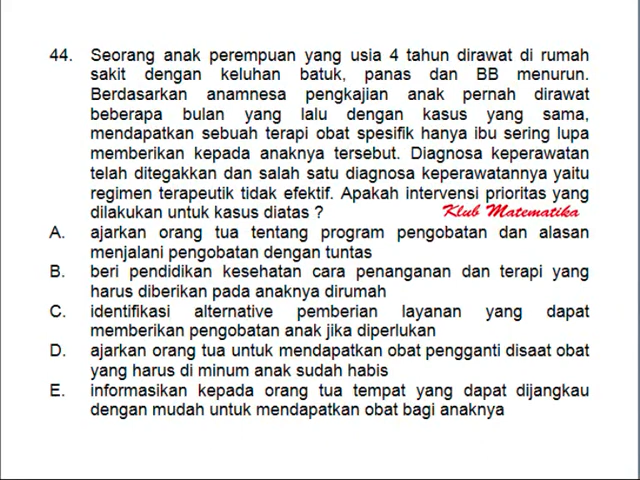 44. Seorang anak perempuan yang usia 4 tahun dirawat di rumah
sakit dengan keluhan batuk, panas dan BB menurun.
Berdasarkan anamnesa pengkajian anak pernah dirawat
beberapa bulan yang lalu dengan kasus yang sama,
mendapatkan sebuah terapi obat spesifik hanya ibu sering lupa
memberikan kepada anaknya tersebut. Diagnosa keperawatan
telah ditegakkan dan salah satu diagnosa keperawatannya yaitu
regimen terapeutik tidak efektif. Apakah intervensi prioritas yang
dilakukan untuk kasus diatas ? Klub Matematika
A. ajarkan orang tua tentang program pengobatan dan alasan
menjalani pengobatan dengan tuntas
B. beri pendidikan kesehatan cara penanganan dan terapi yang
harus diberikan pada anaknya dirumah
C. identifikasi alternative pemberian layanan yang dapat
memberikan pengobatan anak jika diperlukan
D. ajarkan orang tua untuk mendapatkan obat pengganti disaat obat
yang harus di minum anak sudah habis
E. informasikan kepada orang tua tempat yang dapat dijangkau
dengan mudah untuk mendapatkan obat bagi anaknya